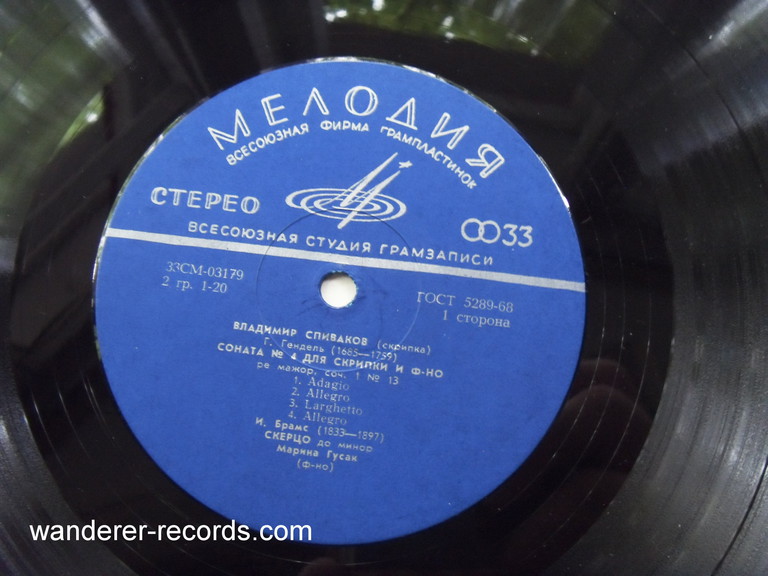 МЕЛОДИЯ
ВСЕСОЮЗНАЯ ФИРМА ГРАМПЛАСТИНОК
СТЕРЕО
33
ВСЕСОЮЗНАЯ СТУДИЯ ГРАМЗАПИСИ
33СМ-03179
2 гр. 1-20
ГОСТ 5289-68
1 сторона
ВЛАДИМИР СПИВАКОВ (скрипка)
Г. Гендель (1685—1759)
СОНАТА № 4 ДЛЯ СКРИПКИ И Ф-НО
ре мажор, соч. 1 № 13
1. Adagio
2. Allegro
3. Larghetto
4. Allegro
И. Брамс (1833—1897)
СКЕРЦО до минор
Марина Гусак
(ф-но)
wanderer-records.com